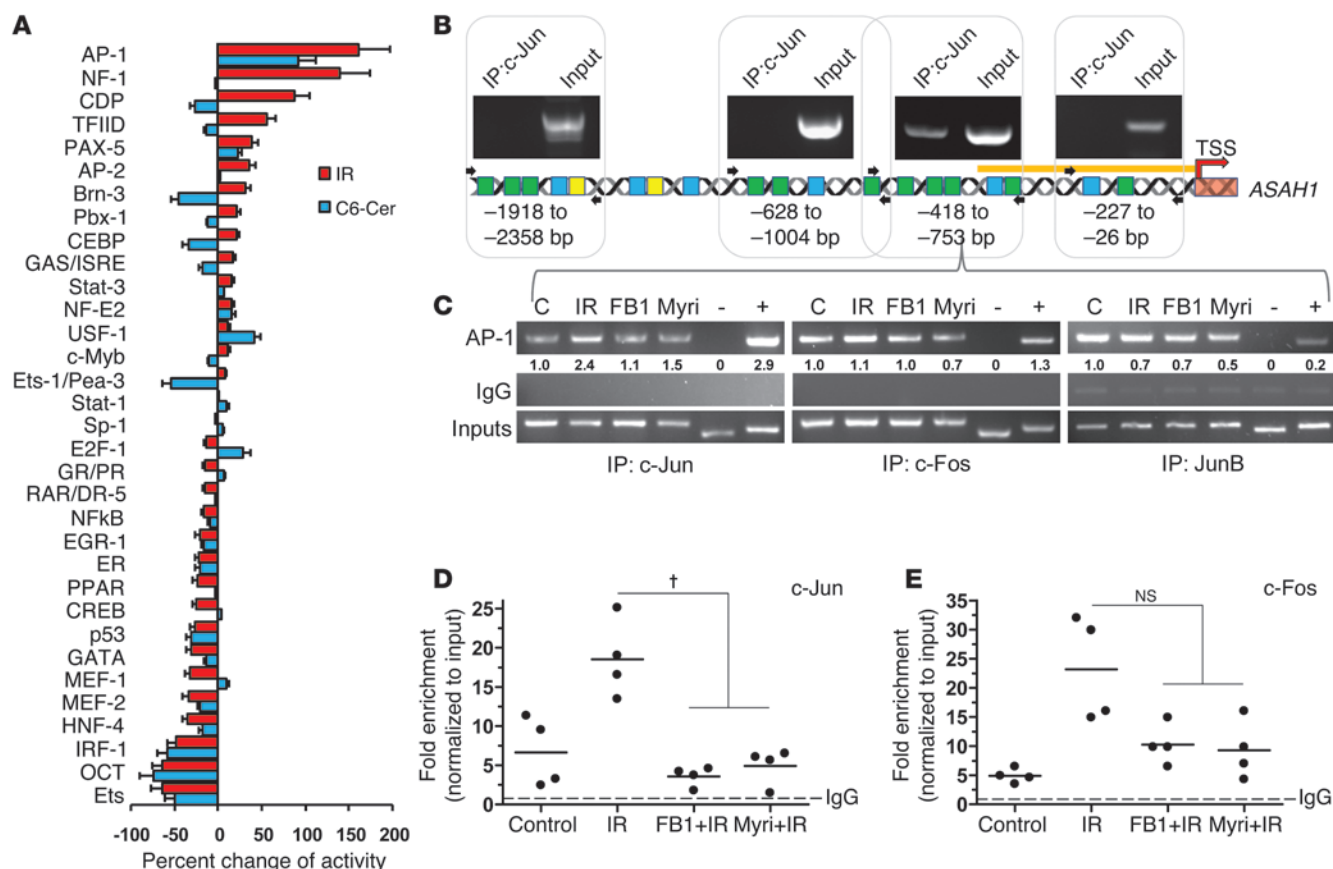 A
AP-1
NF-1
CDP
TFIID
PAX-5
AP-2
Brn-3
Pbx-1
CEBP
GAS/ISRE
Stat-3
NF-E2
USF-1
c-Myb
Ets-1/Pea-3
Stat-1
Sp-1
E2F-1
GR/PR
RAR/DR-5
NFkB
EGR-1
ER
PPAR
CREB
p53
GATA
MEF-1
MEF-2
HNF-4
IRF-1
OCT
Ets
IR
C6-Cer
-100 -50 0 50 100 150 200
Percent change of activity
B
IP:c-Jun Input IP:c-Jun Input IP:c-Jun Input IP:c-Jun Input
TSS
ASAH1
–1918 to –628 to –418 to –227 to
–2358 bp –1004 bp –753 bp –26 bp
C
C IR FB1 Myri - + C IR FB1 Myri - + C IR FB1 Myri - +
AP-1
1.0 2.4 1.1 1.5 0 2.9 1.0 1.1 1.0 0.7 0 1.3 1.0 0.7 0.7 0.5 0 0.2
IgG
Inputs
IP: c-Jun IP: c-Fos IP: JunB
D
c-Jun
†
Fold enrichment
(normalized to input)
25
20
15
10
5
0
IgG
Control IR FB1+IR Myri+IR
E
c-Fos
NS
Fold enrichment
(normalized to input)
35
30
25
20
15
10
5
0
IgG
Control IR FB1+IR Myri+IR